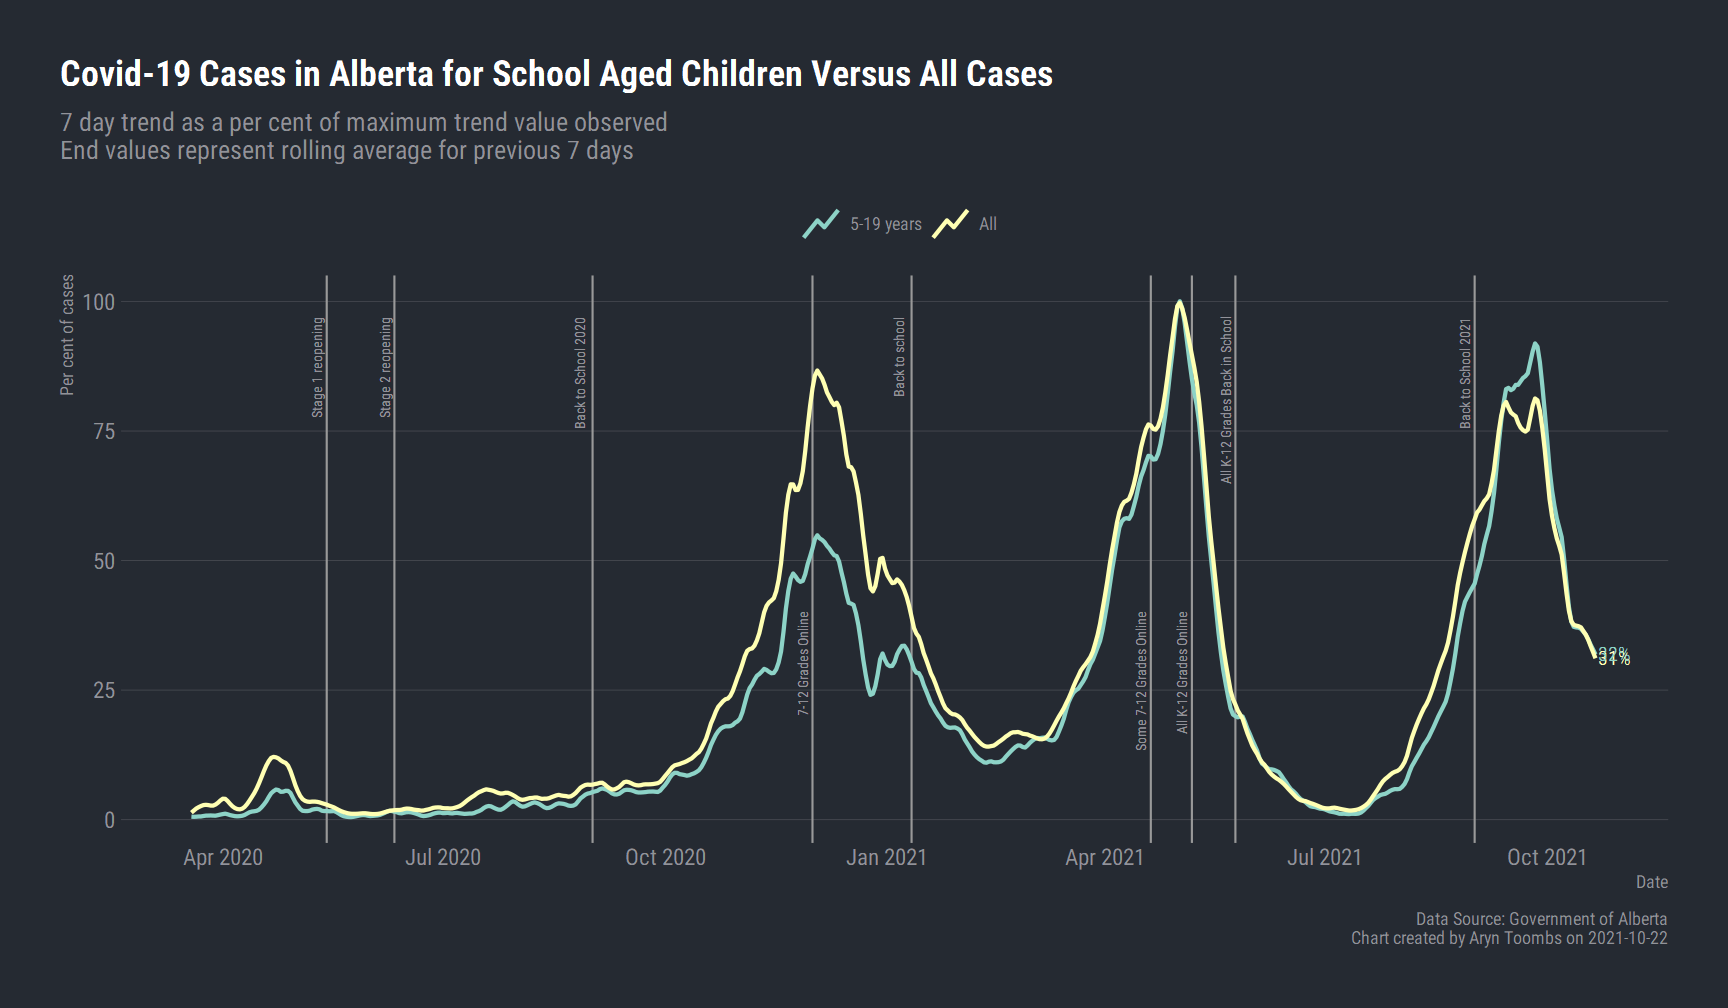 Covid-19 Cases in Alberta for School Aged Children Versus All Cases
7 day trend as a per cent of maximum trend value observed
End values represent rolling average for previous 7 days
5-19 years
All
Per cent of cases
100
75
50
25
0
Stage 1 reopening
Stage 2 reopening
Back to School 2020
7-12 Grades Online
Back to school
Some 7-12 Grades Online
All K-12 Grades Online
All K-12 Grades Back in School
Back to School 2021
31%
Apr 2020
Jul 2020
Oct 2020
Jan 2021
Apr 2021
Jul 2021
Oct 2021
Date
Data Source: Government of Alberta
Chart created by Aryn Toombs on 2021-10-22